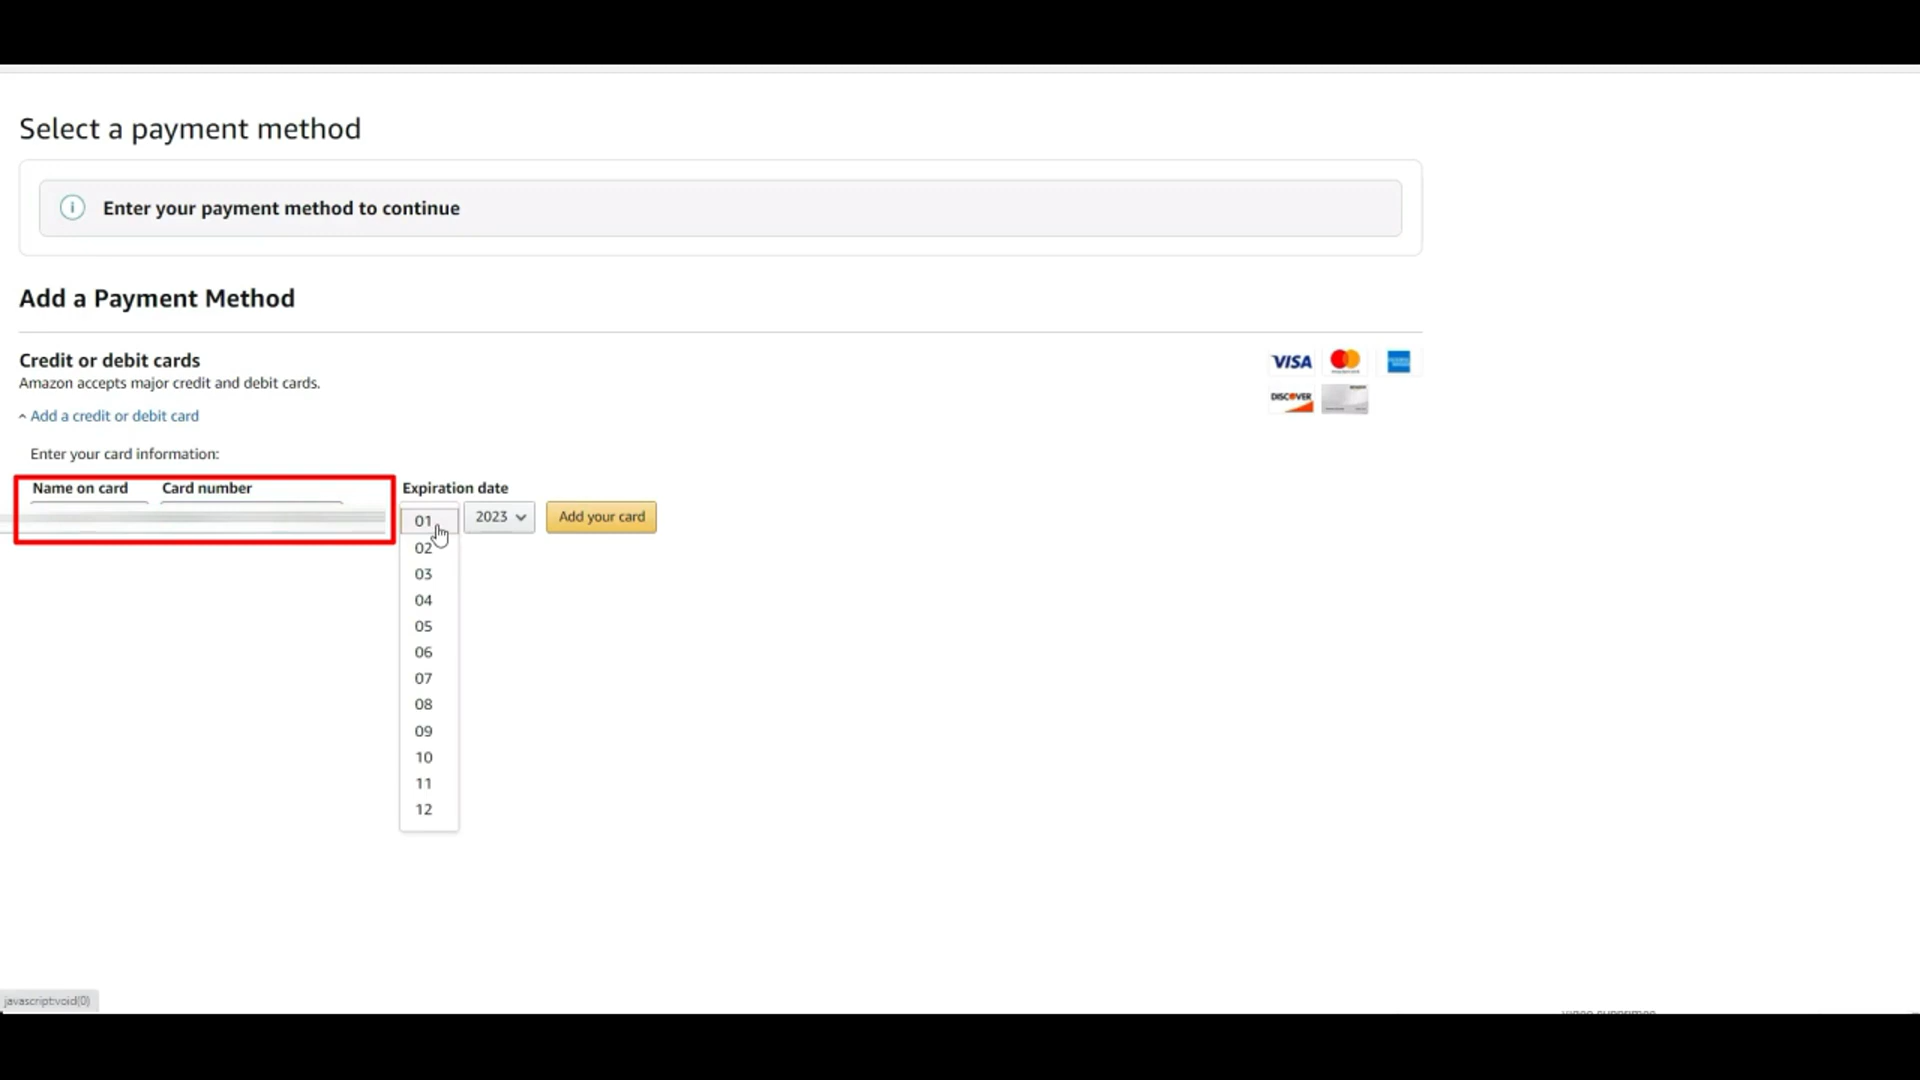 Select a payment method
Enter your payment method to continue
Add a Payment Method
Credit or debit cards
Amazon accepts major credit and debit cards.
VISA
DISCOVER
Add a credit or debit card
Enter your card information:
Name on card Card number Expiration date
01 2023 Add your card
02
03
04
05
06
07
08
09
10
11
12
javascript:void(0)